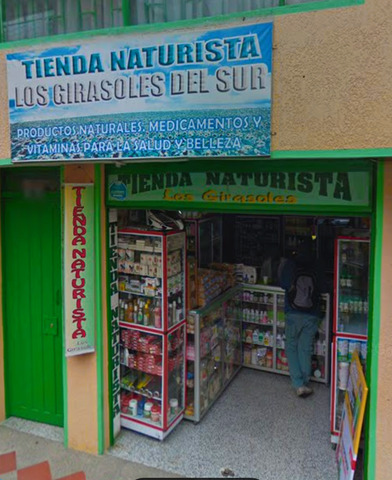 TIENDA NATURISTA
LOS GIRASOLES DEL SUR
PRODUCTOS NATURALES, MEDICAMENTOS Y
VITAMINAS PARA LA SALUD Y BELLEZA
TIENDA NATURISTA
Los Girasoles
TIENDA NATURISTA